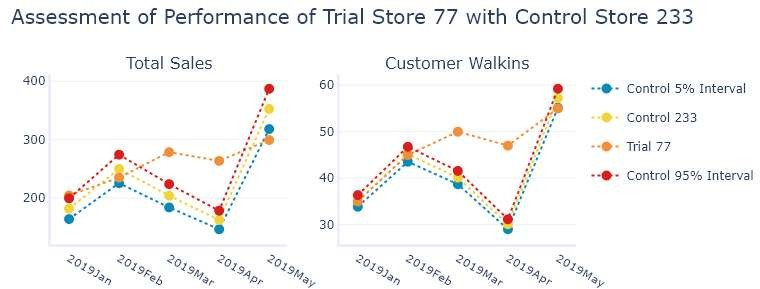 Assessment of Performance of Trial Store 77 with Control Store 233
Total Sales
Customer Walkins
400
300
200
2019Jan
2019Feb
2019Mar
2019Apr
2019May
60
50
40
30
2019Jan
2019Feb
2019Mar
2019Apr
2019May
Control 5% Interval
Control 233
Trial 77
Control 95% Interval